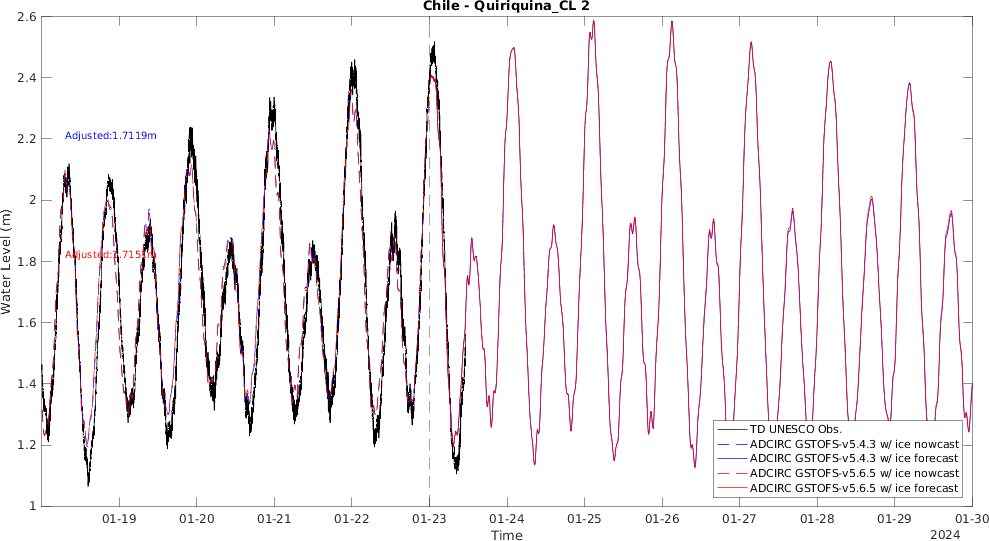 Chile - Quiriquina_CL 2
Water Level (m)
2.6
2.4
2.2
2
1.8
1.6
1.4
1.2
1
Adjusted:1.7119m
01-19
01-20
01-21
01-22
01-23
01-24
01-25
01-26
01-27
01-28
01-29
01-30
Time
2024
TD UNESCO Obs.
ADCIRC GSTOFS-v5.4.3 w/ ice nowcast
ADCIRC GSTOFS-v5.4.3 w/ ice forecast
ADCIRC GSTOFS-v5.6.5 w/ ice nowcast
ADCIRC GSTOFS-v5.6.5 w/ ice forecast